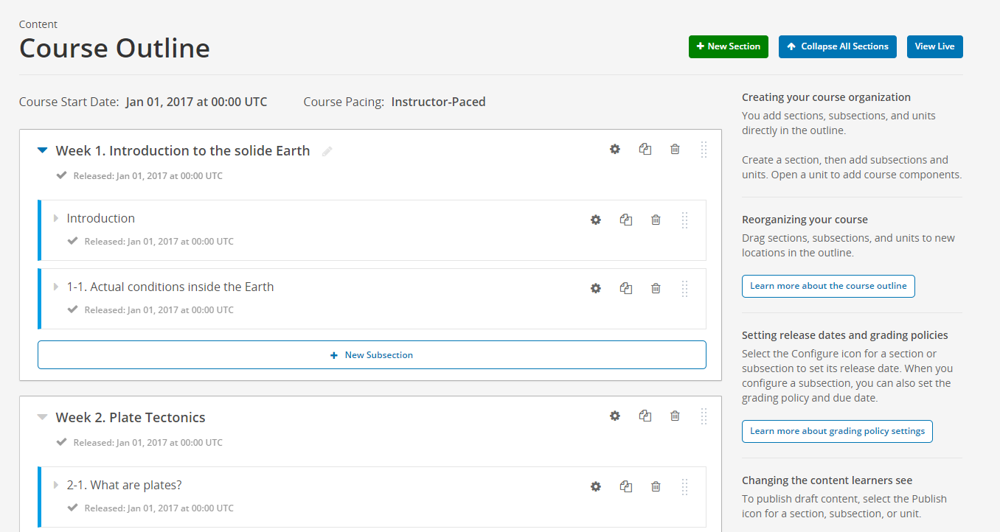 Content
Course Outline
New Section
Collapse All Sections
View Live
Course Start Date: Jan 01, 2017 at 00:00 UTC
Course Pacing: Instructor-Paced
Week 1. Introduction to the solide Earth
Released: Jan 01, 2017 at 00:00 UTC
Introduction
Released: Jan 01, 2017 at 00:00 UTC
1-1. Actual conditions inside the Earth
Released: Jan 01, 2017 at 00:00 UTC
New Subsection
Week 2. Plate Tectonics
Released: Jan 01, 2017 at 00:00 UTC
2-1. What are plates?
Released: Jan 01, 2017 at 00:00 UTC
Creating your course organization
You add sections, subsections, and units
directly in the outline.
Create a section, then add subsections and
units. Open a unit to add course components.
Reorganizing your course
Drag sections, subsections, and units to new
locations in the outline.
Learn more about the course outline
Setting release dates and grading policies
Select the Configure icon for a section or
subsection to set its release date. When you
configure a subsection, you can also set the
grading policy and due date.
Learn more about grading policy settings
Changing the content learners see
To publish draft content, select the Publish
icon for a section, subsection, or unit.